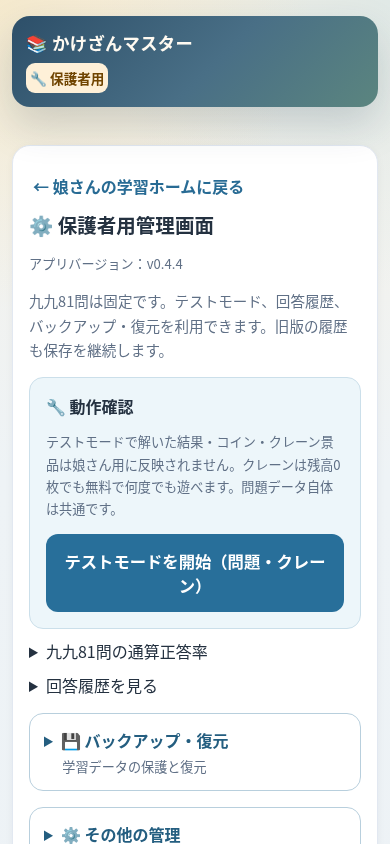 📚 かけざんマスター
🔧 保護者用
← 娘さんの学習ホームに戻る
⚙️ 保護者用管理画面
アプリバージョン：v0.4.4
九九81問は固定です。テストモード、回答履歴、
バックアップ・復元を利用できます。旧版の履歴
も保存を継続します。
🔧 動作確認
テストモードで解いた結果・コイン・クレーン景
品は娘さん用に反映されません。クレーンは残高0
枚でも無料で何度でも遊べます。問題データ自体
は共通です。
テストモードを開始（問題・クレー
ン）
▶ 九九81問の通算正答率
▶ 回答履歴を見る
▶ 💾 バックアップ・復元
学習データの保護と復元
▶ ⚙️ その他の管理